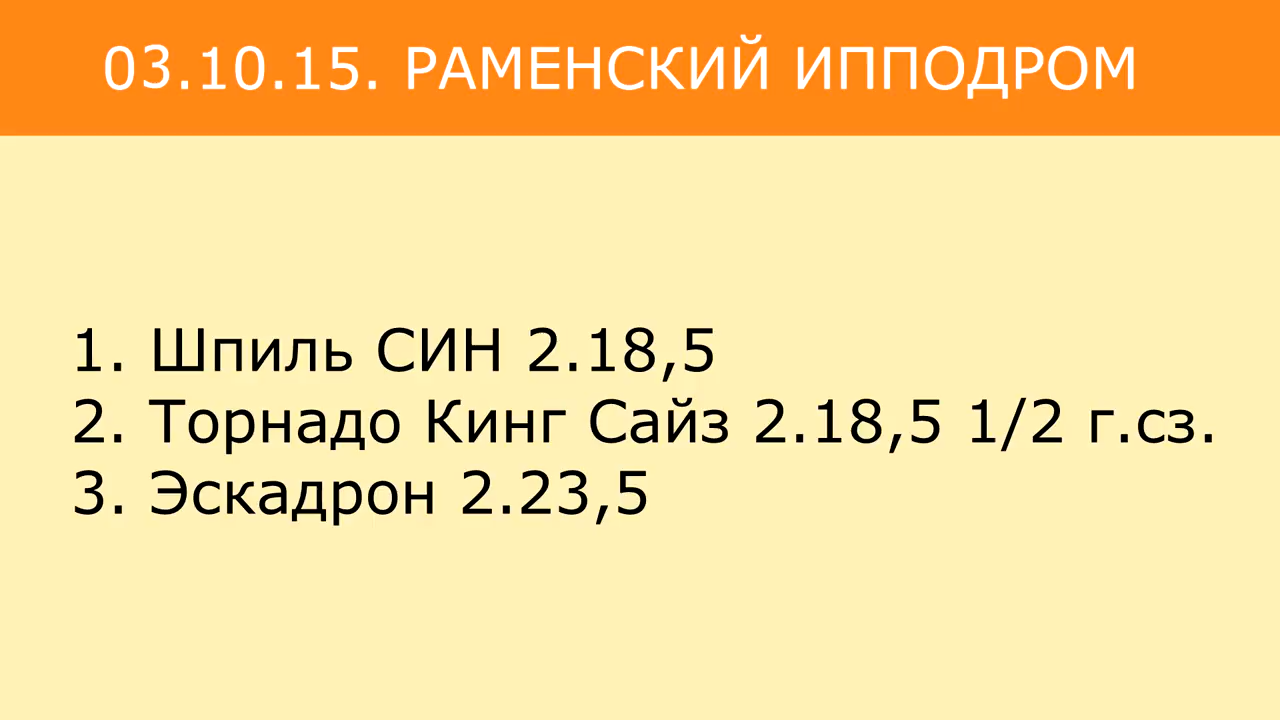 03.10.15. РАМЕНСКИЙ ИППОДРОМ
1. Шпиль СИН 2.18,5
2. Торнадо Кинг Сайз 2.18,5 1/2 г.сз.
3. Эскадрон 2.23,5